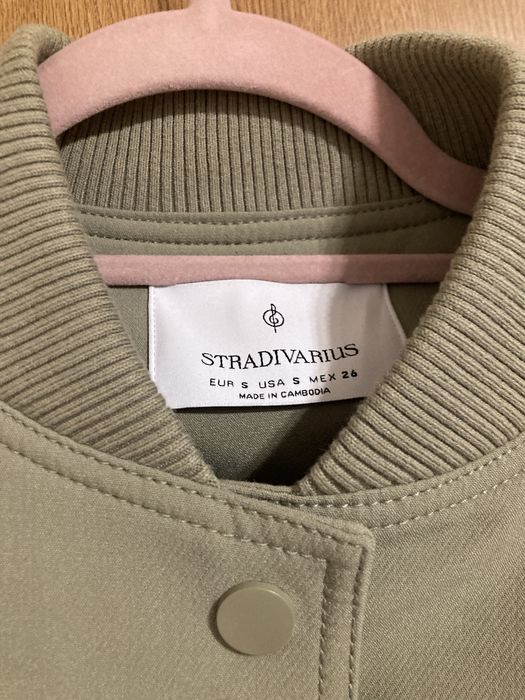 STRADIVARIUS
EUR S USA S MEX 26
MADE IN CAMBODIA